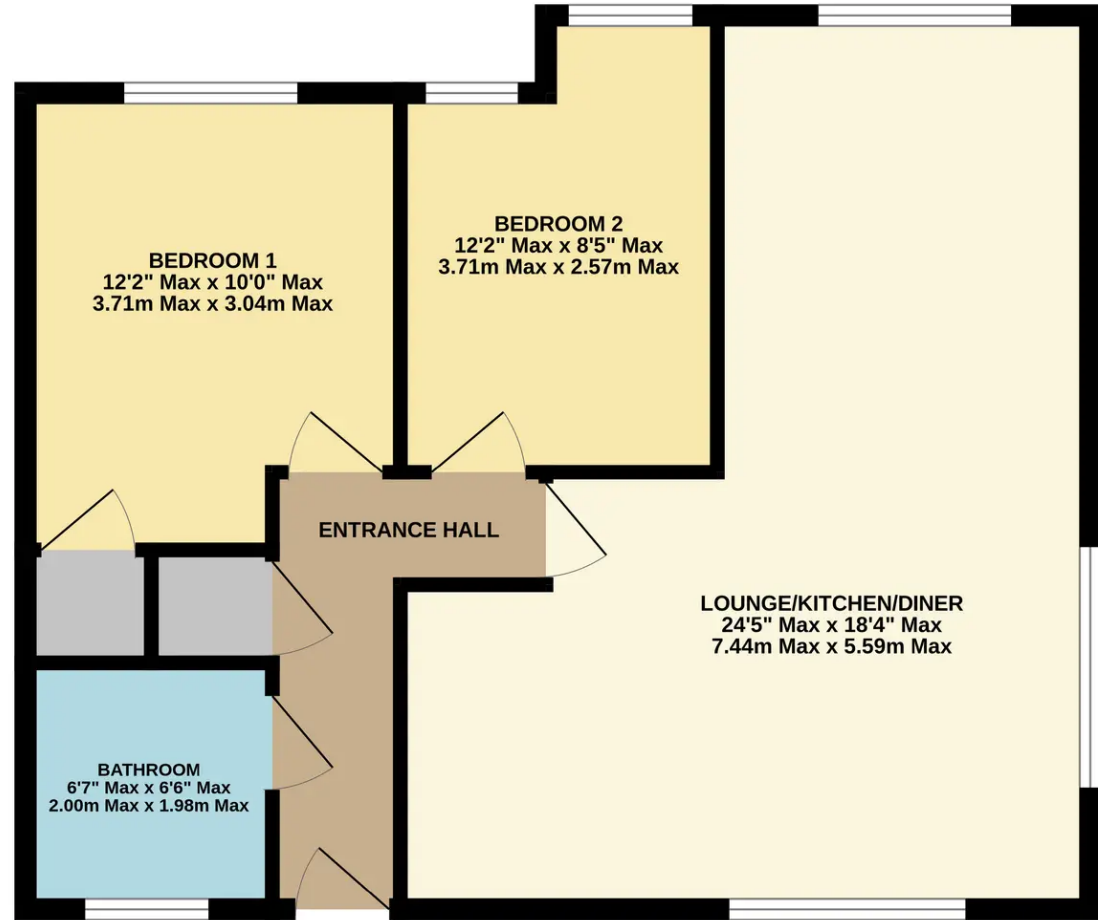 BEDROOM 1
12'2" Max x 10'0" Max
3.71m Max x 3.04m Max
BEDROOM 2
12'2" Max x 8'5" Max
3.71m Max x 2.57m Max
ENTRANCE HALL
LOUNGE/KITCHEN/DINER
24'5" Max x 18'4" Max
7.44m Max x 5.59m Max
BATHROOM
6'7" Max x 6'6" Max
2.00m Max x 1.98m Max